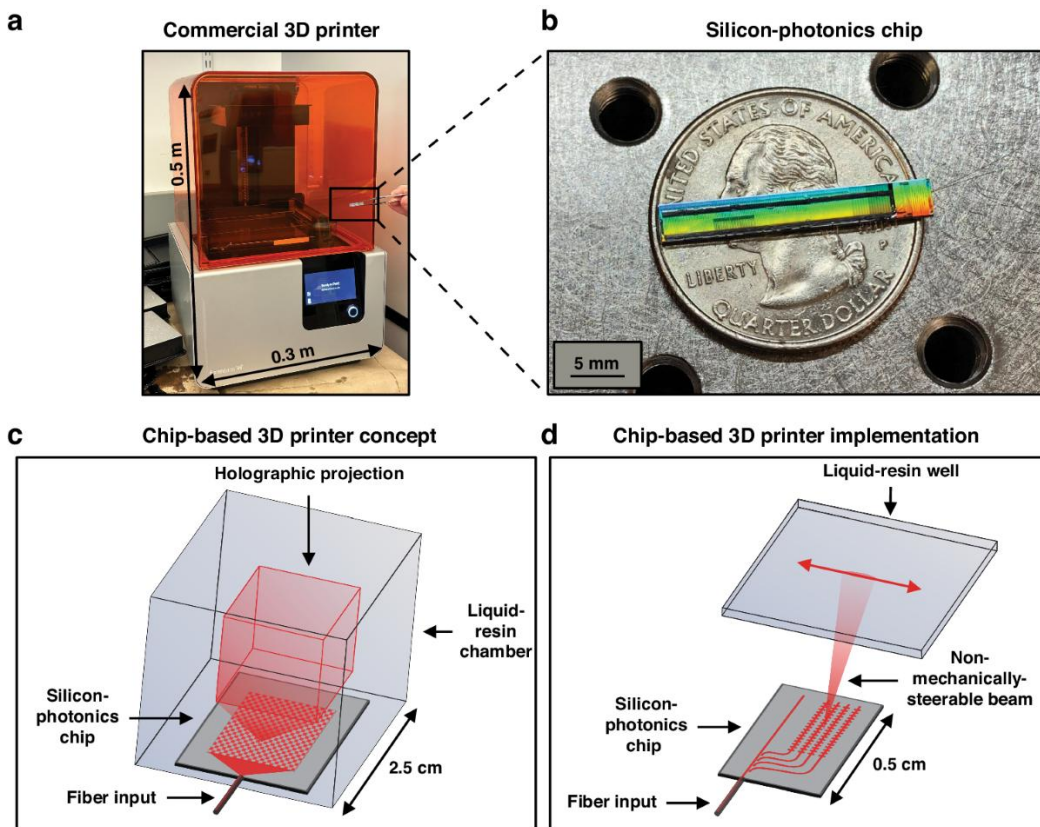 a
Commercial 3D printer
0.5 m
0.3 m
b
Silicon-photonics chip
UNITED STATES OF AMERICA
LIBERTY
P
QUARTER DOLLAR
5 mm
c
Chip-based 3D printer concept
Holographic projection
Liquid-
resin
chamber
Silicon-
photonics
chip
2.5 cm
Fiber input
d
Chip-based 3D printer implementation
Liquid-resin well
Non-
mechanically-
steerable beam
Silicon-
photonics
chip
0.5 cm
Fiber input